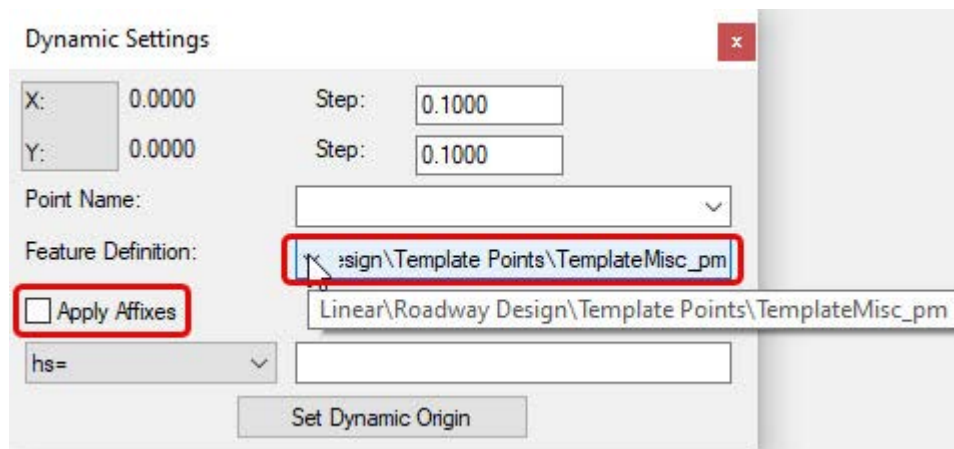 Dynamic Settings x
X: 0.0000 Step: 0.1000
Y: 0.0000 Step: 0.1000
Point Name:
Feature Definition: esign\Template Points\TemplateMisc_pm
Apply Affixes Linear\Roadway Design\Template Points\TemplateMisc_pm
hs=
Set Dynamic Origin